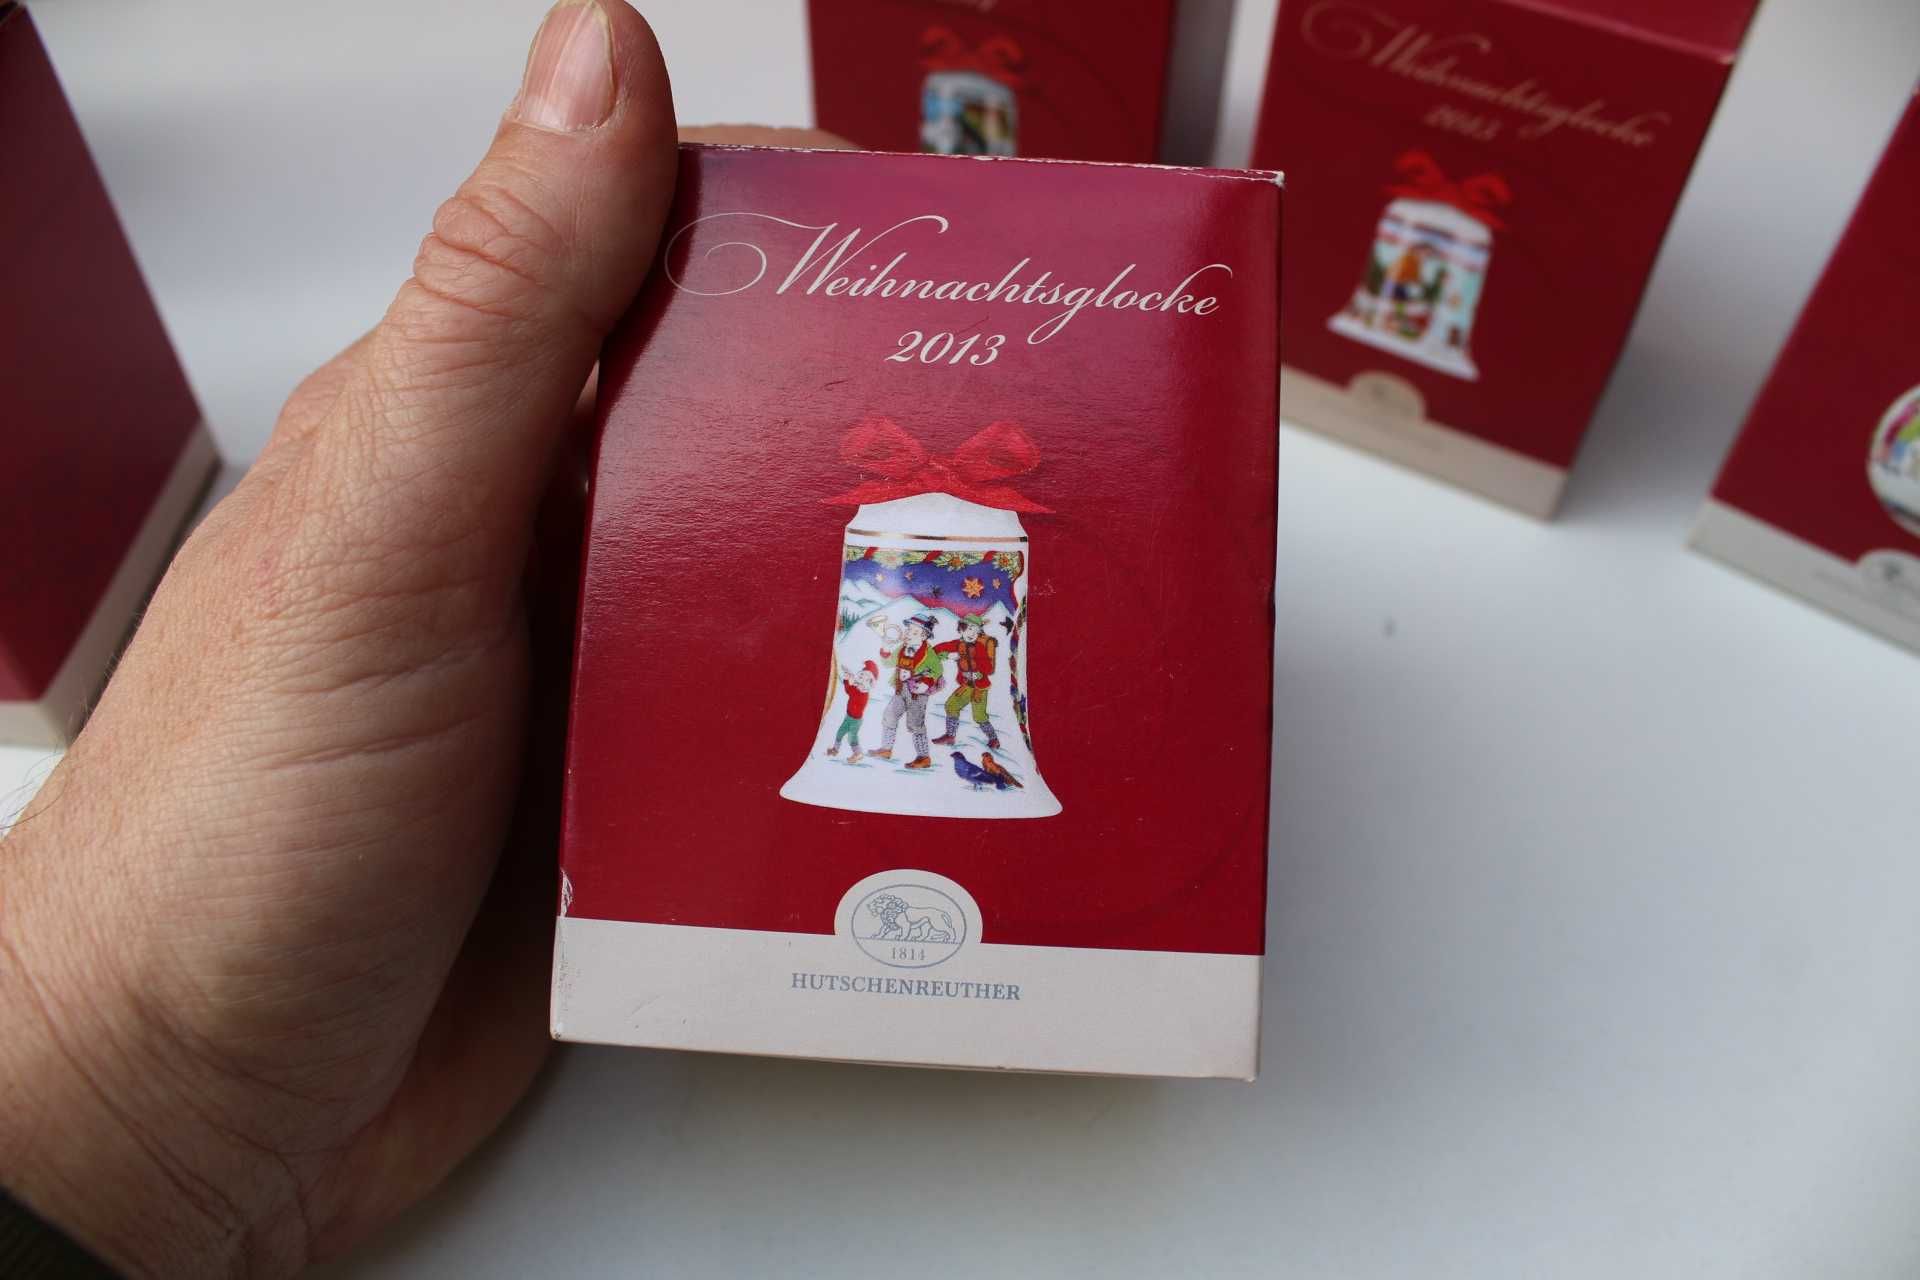 Weihnachtsglocke
2013
1814
HUTSCHENREUTHER
Weihnachtsglocke
2013